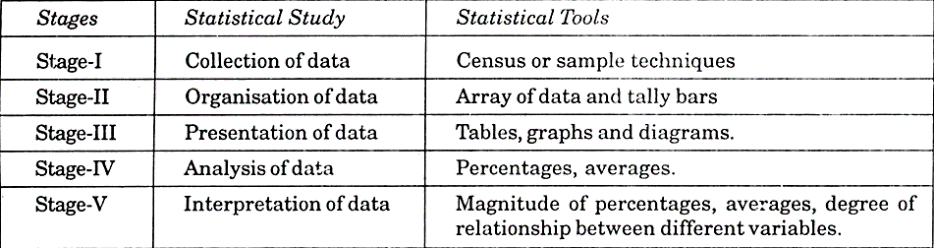 Stages Statistical Study Statistical Tools
Stage-I Collection of data Census or sample techniques
Stage-II Organisation of data Array of data and tally bars
Stage-III Presentation of data Tables, graphs and diagrams.
Stage-IV Analysis of data Percentages, averages.
Stage-V Interpretation of data Magnitude of percentages, averages, degree of
relationship between different variables.